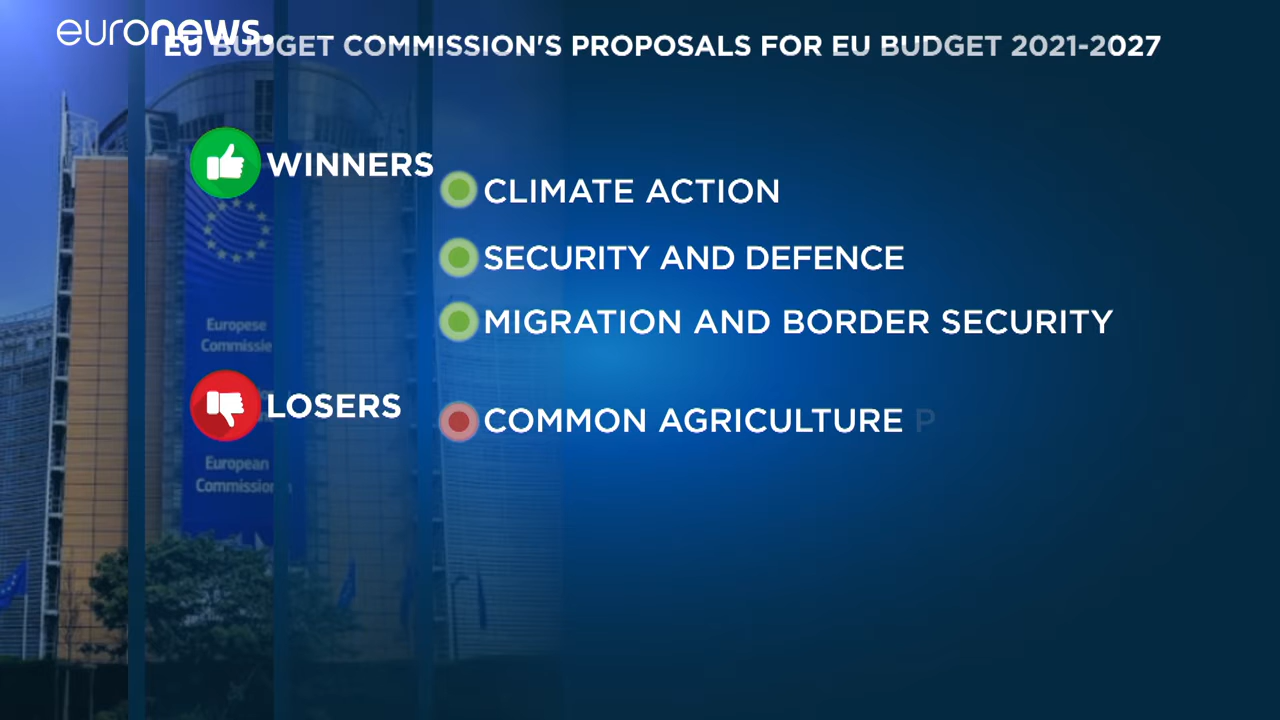 euronews.
EU BUDGET COMMISSION'S PROPOSALS FOR EU BUDGET 2021-2027
WINNERS
CLIMATE ACTION
SECURITY AND DEFENCE
MIGRATION AND BORDER SECURITY
LOSERS
COMMON AGRICULTURE P
Europese
Commissie
European
Commission